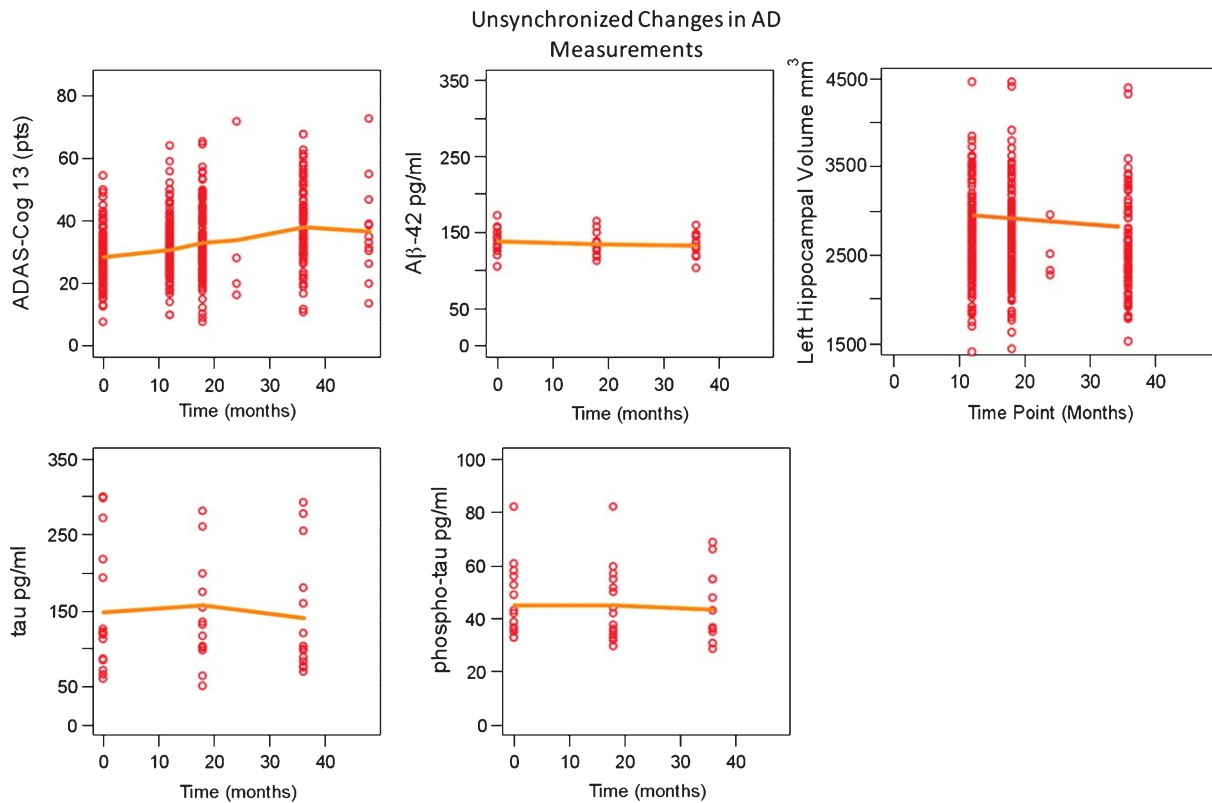 Unsynchronized Changes in AD
Measurements
ADAS-Cog 13 (pts)
80
60
40
20
0
0 10 20 30 40
Time (months)
Aβ-42 pg/ml
350
250
150
50
0
0 10 20 30 40
Time (months)
Left Hippocampal Volume mm³
4500
3500
2500
1500
0 10 20 30 40
Time Point (Months)
tau pg/ml
350
250
150
50
0
0 10 20 30 40
Time (months)
phospho-tau pg/ml
100
80
60
40
20
0
0 10 20 30 40
Time (months)